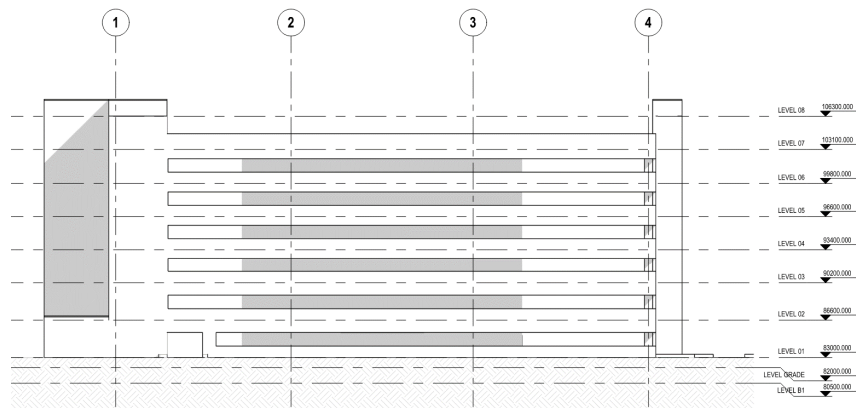 1 2 3 4
LEVEL 08 106300.000
LEVEL 07 103100.000
LEVEL 06 99800.000
LEVEL 05 96600.000
LEVEL 04 93400.000
LEVEL 03 90200.000
LEVEL 02 86600.000
LEVEL 01 83000.000
LEVEL GRADE 82000.000
LEVEL B1 80500.000